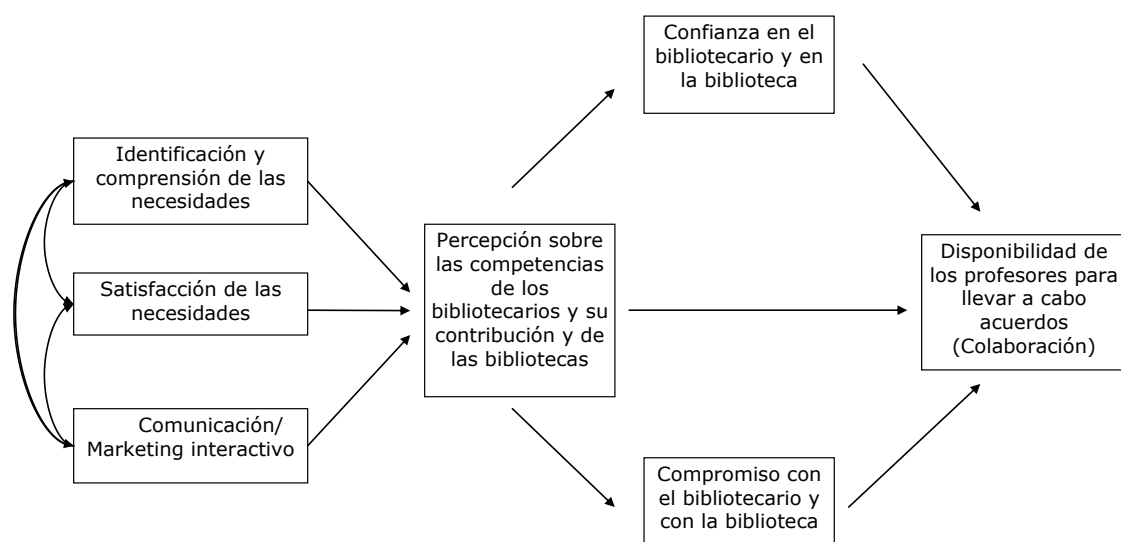 Confianza en el
bibliotecario y en
la biblioteca
Identificación y
comprensión de las
necesidades
Satisfacción de las
necesidades
Comunicación/
Marketing interactivo
Percepción sobre
las competencias
de los
bibliotecarios y su
contribución y de
las bibliotecas
Disponibilidad de
los profesores para
llevar a cabo
acuerdos
(Colaboración)
Compromiso con
el bibliotecario y
con la biblioteca